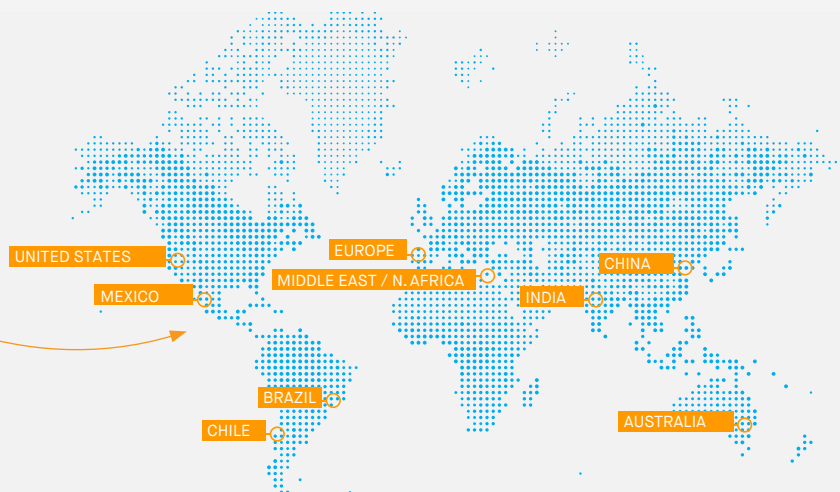 UNITED STATES
EUROPE
CHINA
MIDDLE EAST / N. AFRICA
MEXICO
INDIA
BRAZIL
AUSTRALIA
CHILE